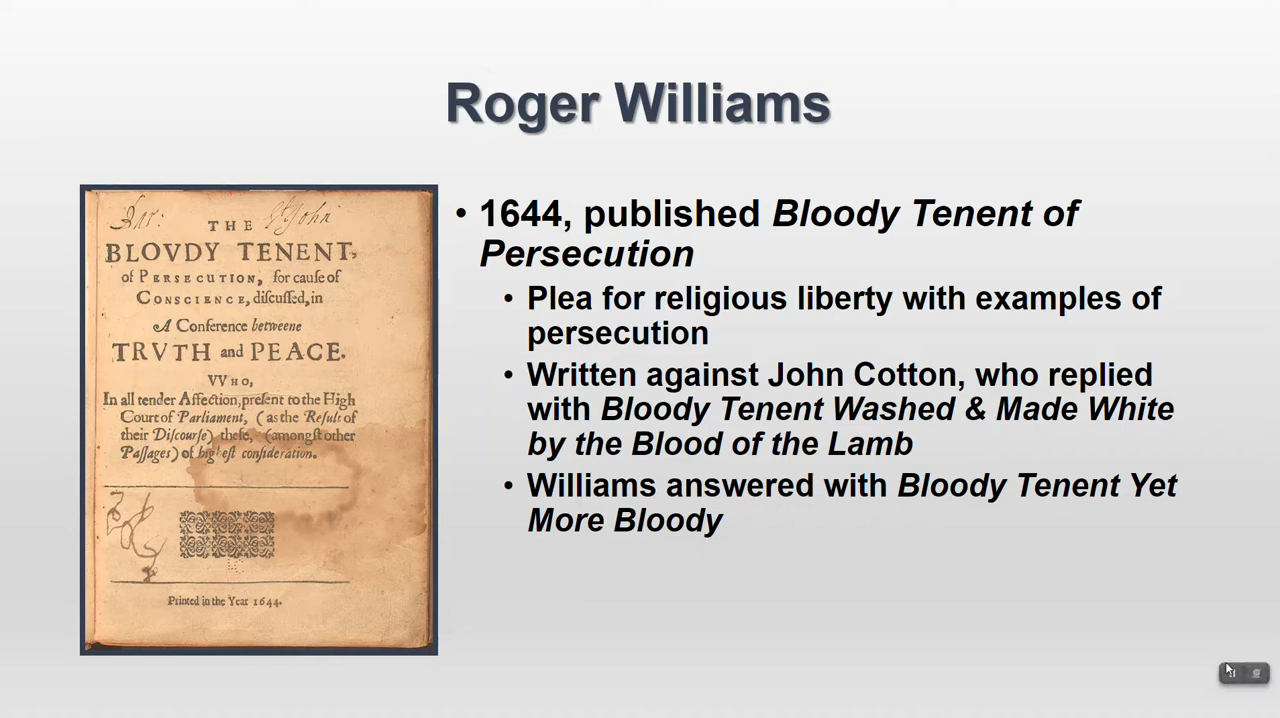 Roger Williams
THE
BLOVDY TENENT,
of PERSECUTION, for cause of
CONSCIENCE, discussed, in
A Conference betweene
TRVTH and PEACE.
VVHO,
In all tender Affection, present to the High
Court of Parliament, (as the Result of
their Discourse) these, (amongst other
Passages) of highest consideration.
Printed in the Year 1644.
• 1644, published Bloody Tenent of
Persecution
• Plea for religious liberty with examples of
persecution
• Written against John Cotton, who replied
with Bloody Tenent Washed & Made White
by the Blood of the Lamb
• Williams answered with Bloody Tenent Yet
More Bloody